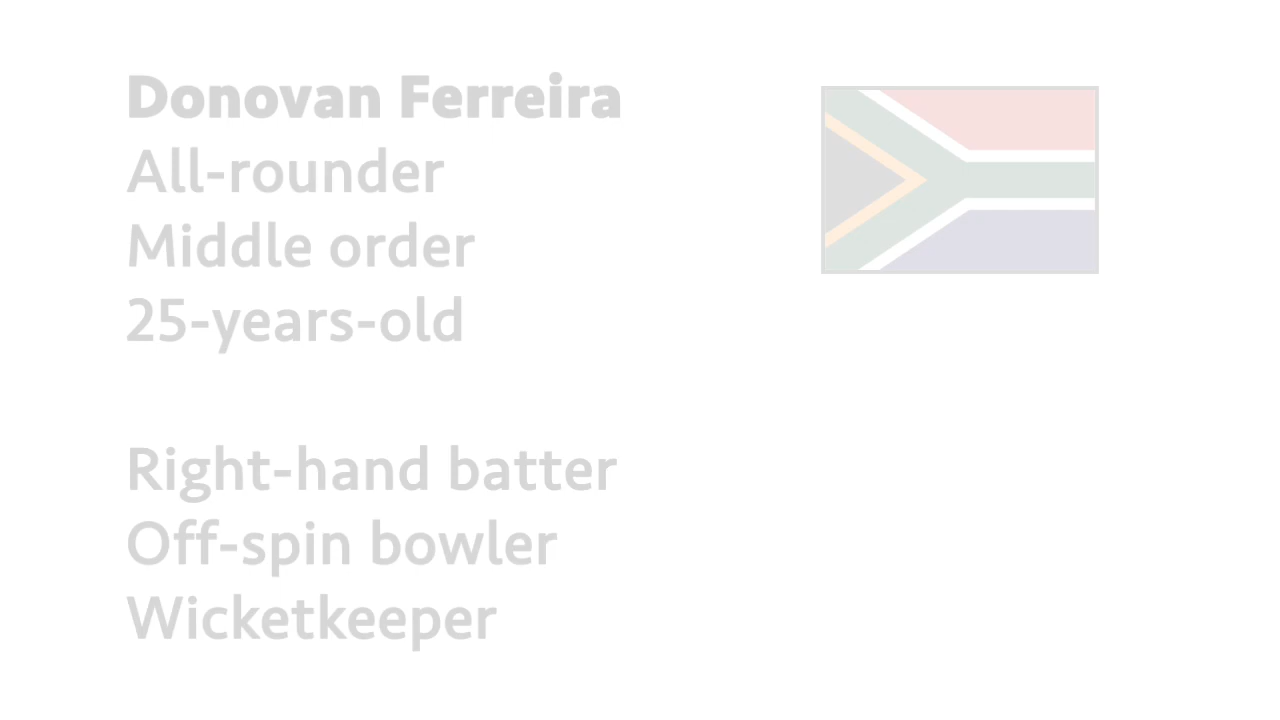 Donovan Ferreira
All-rounder
Middle order
25-years-old
Right-hand batter
Off-spin bowler
Wicketkeeper